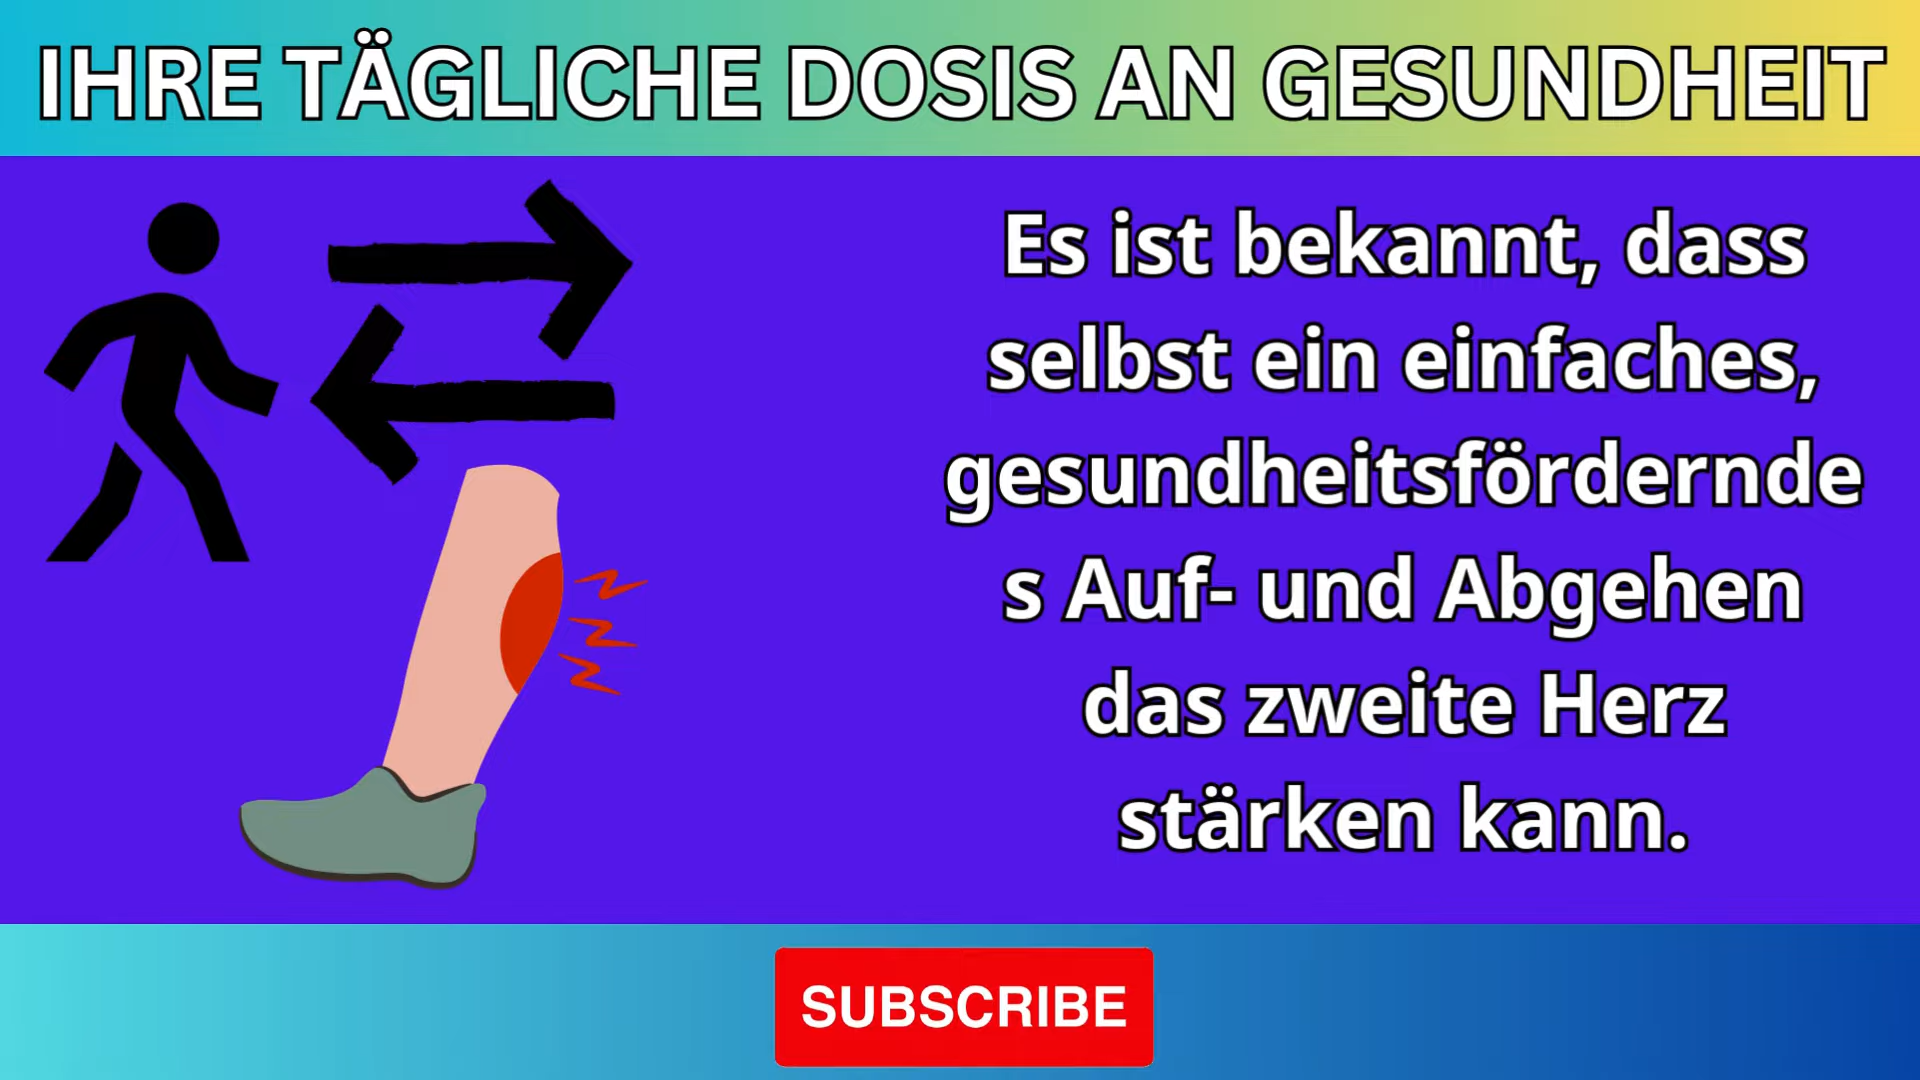 IHRE TÄGLICHE DOSIS AN GESUNDHEIT
Es ist bekannt, dass
selbst ein einfaches,
gesundheitsfördernde
s Auf- und Abgehen
das zweite Herz
stärken kann.
SUBSCRIBE